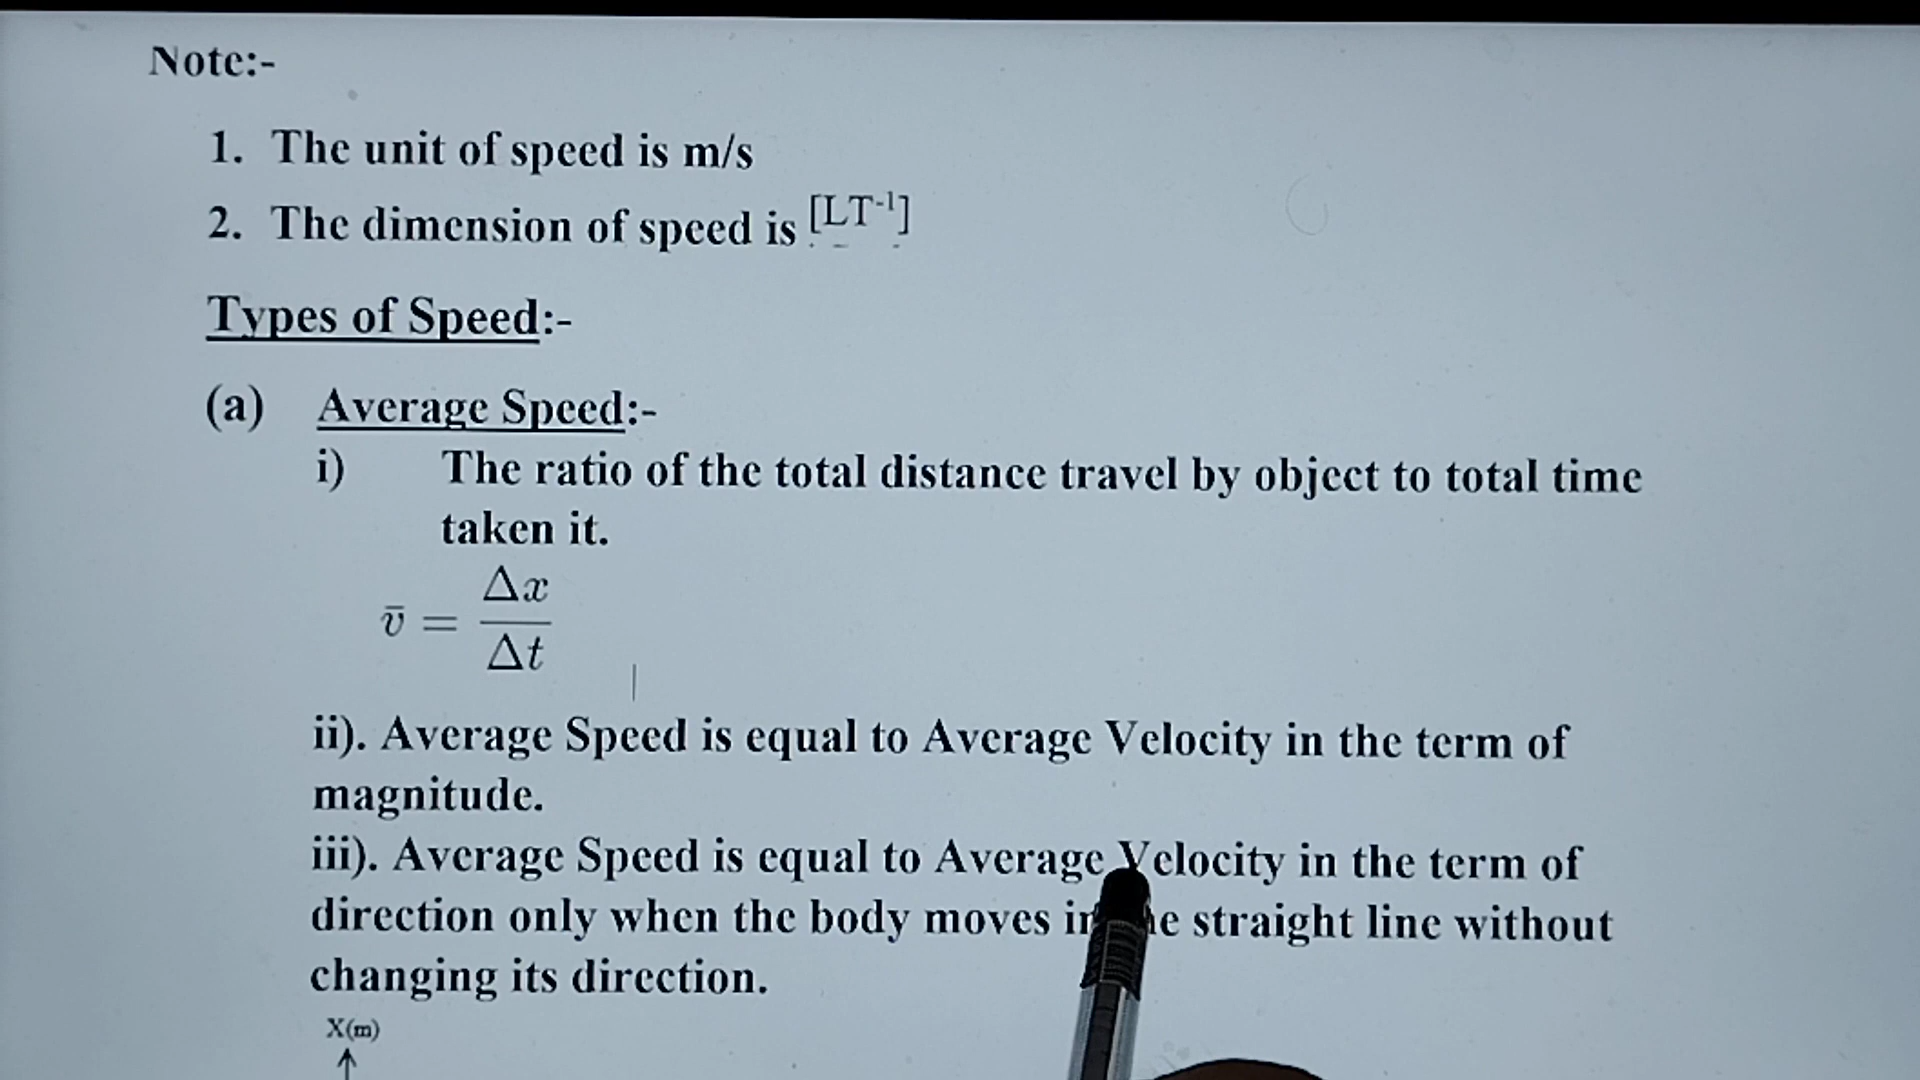 Note:-
1. The unit of speed is m/s
2. The dimension of speed is [LT⁻¹]
Types of Speed:-
(a) Average Speed:-
i) The ratio of the total distance travel by object to total time
taken it.
v̄ = Δx / Δt
ii). Average Speed is equal to Average Velocity in the term of
magnitude.
iii). Average Speed is equal to Average Velocity in the term of
direction only when the body moves straight line without
changing its direction.
X(m)